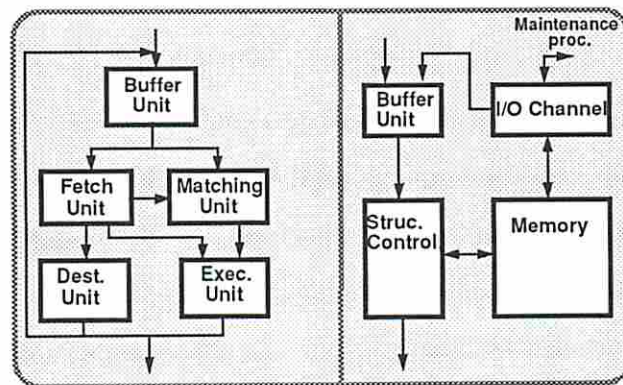 Buffer
Unit
Fetch
Unit
Matching
Unit
Dest.
Unit
Exec.
Unit
Maintenance
proc.
Buffer
Unit
I/O Channel
Struc.
Control
Memory